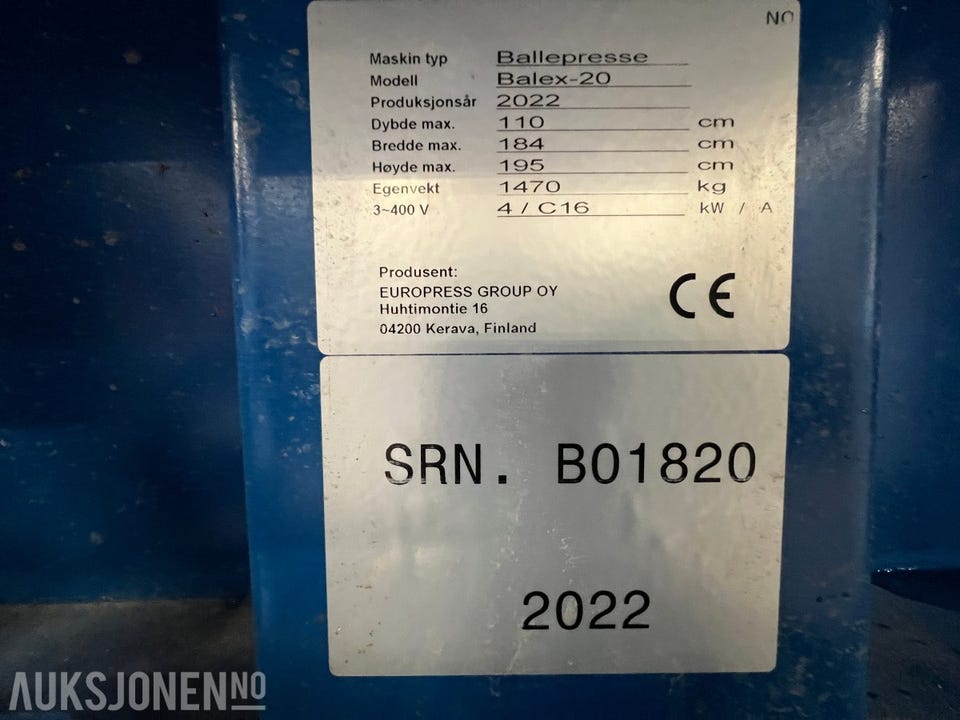 NO
Maskin typ Ballepresse
Modell Balex-20
Produksjonsår 2022
Dybde max. 110 cm
Bredde max. 184 cm
Høyde max. 195 cm
Egenvekt 1470 kg
3~400 V 4 / C16 kW / A
Produsent:
EUROPRESS GROUP OY
Huhtimontie 16
04200 Kerava, Finland
CE
SRN. B01820
2022
AUKSJONEN NO